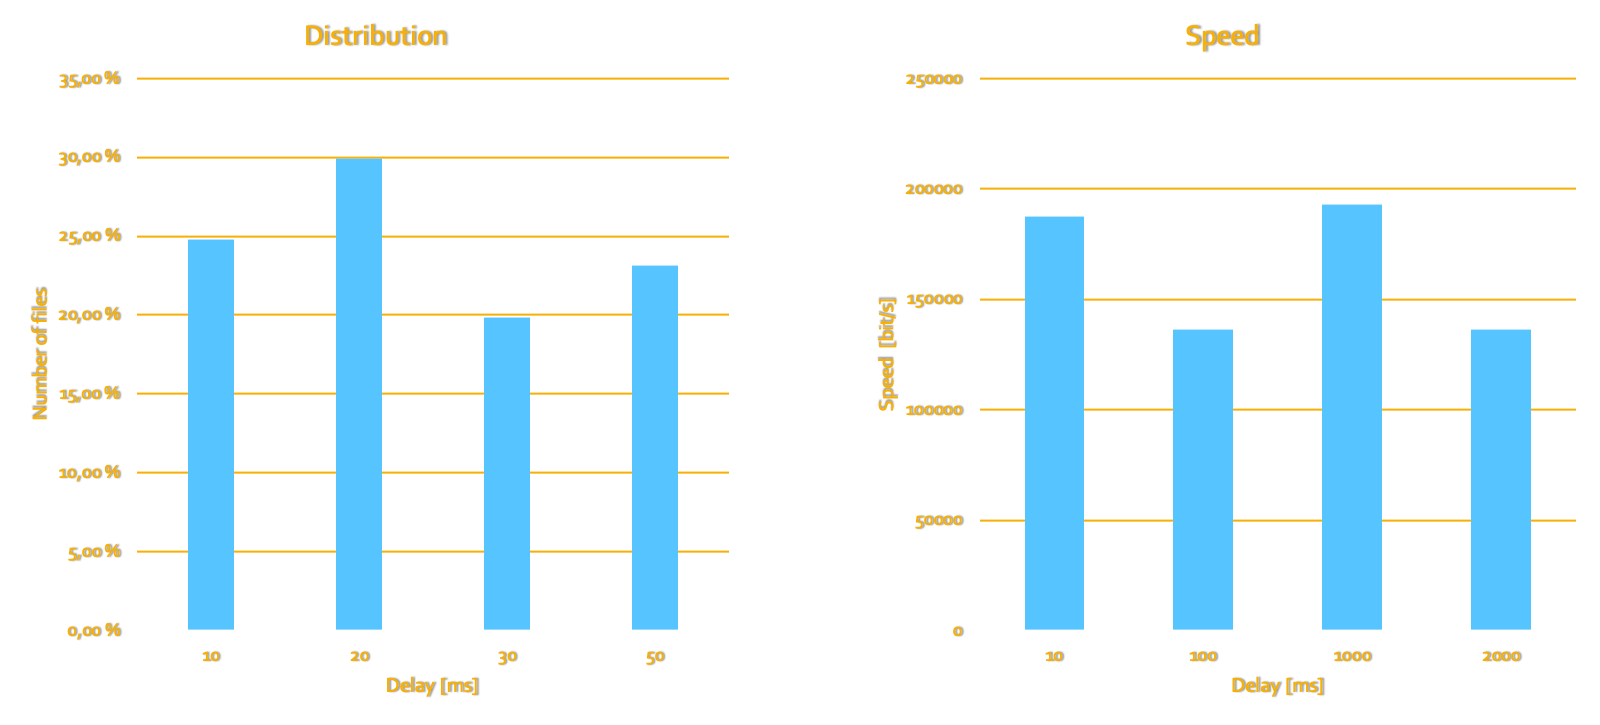 Distribution
35,00 %
30,00 %
25,00 %
20,00 %
15,00 %
10,00 %
5,00 %
0,00 %
Number of files
10 20 30 50
Delay [ms]
Speed
250000
200000
150000
100000
50000
0
Speed [bit/s]
10 100 1000 2000
Delay [ms]